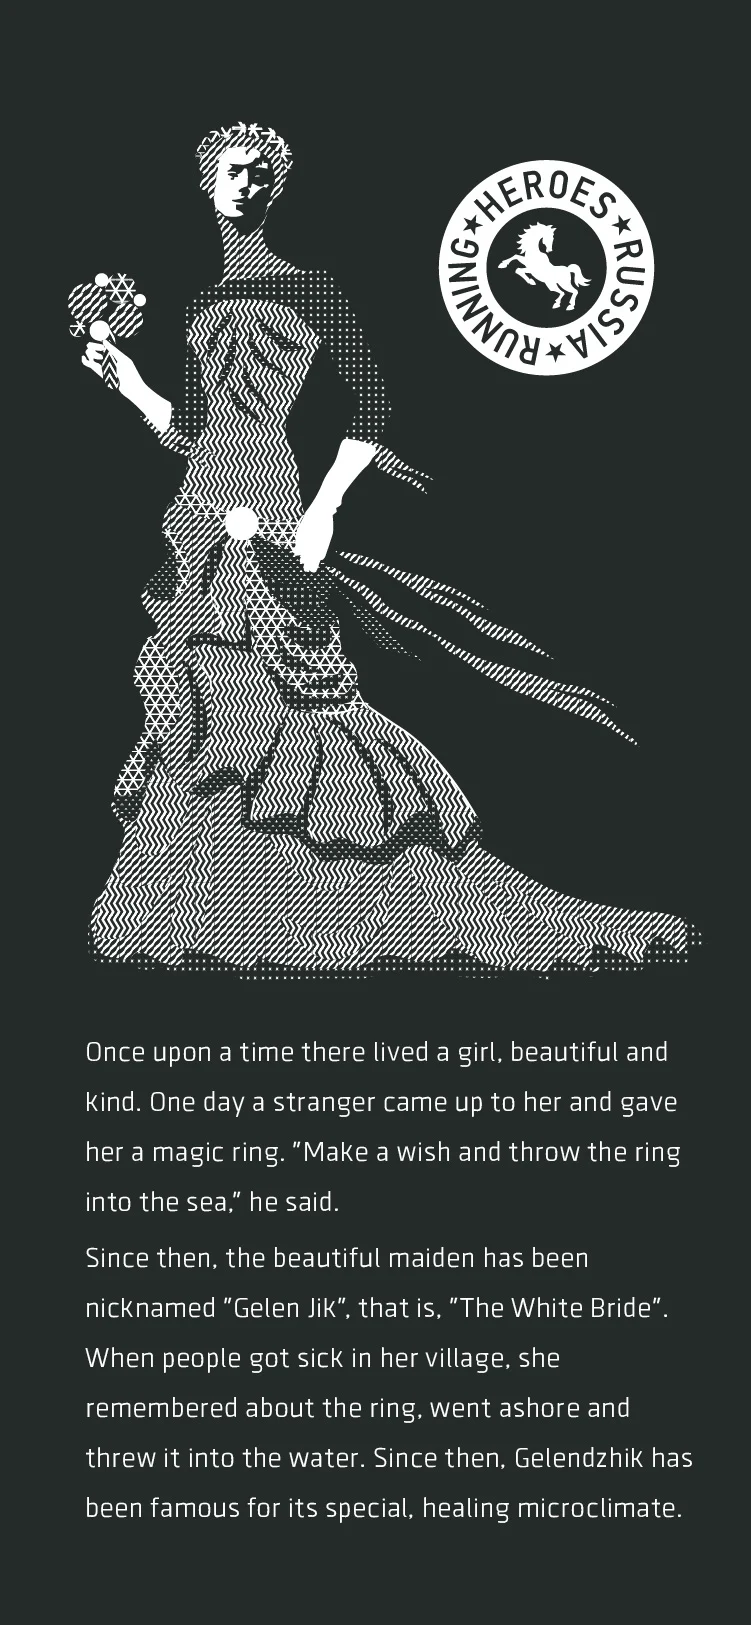 RUNNING ★ HEROES ★ RUSSIA ★
Once upon a time there lived a girl, beautiful and
kind. One day a stranger came up to her and gave
her a magic ring. "Make a wish and throw the ring
into the sea," he said.
Since then, the beautiful maiden has been
nicknamed "Gelen Jik", that is, "The White Bride".
When people got sick in her village, she
remembered about the ring, went ashore and
threw it into the water. Since then, Gelendzhik has
been famous for its special, healing microclimate.